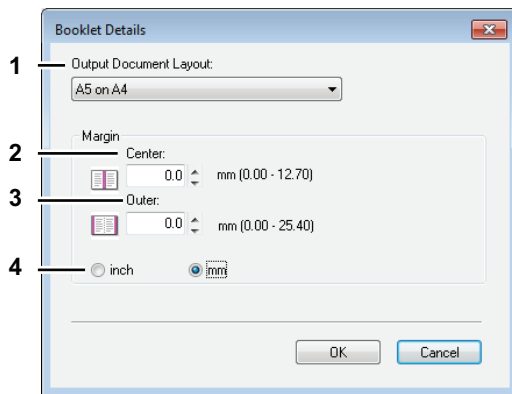 Booklet Details
1 Output Document Layout:
A5 on A4
Margin
2 Center:
0.0 mm (0.00 - 12.70)
3 Outer:
0.0 mm (0.00 - 25.40)
4 inch mm
OK Cancel